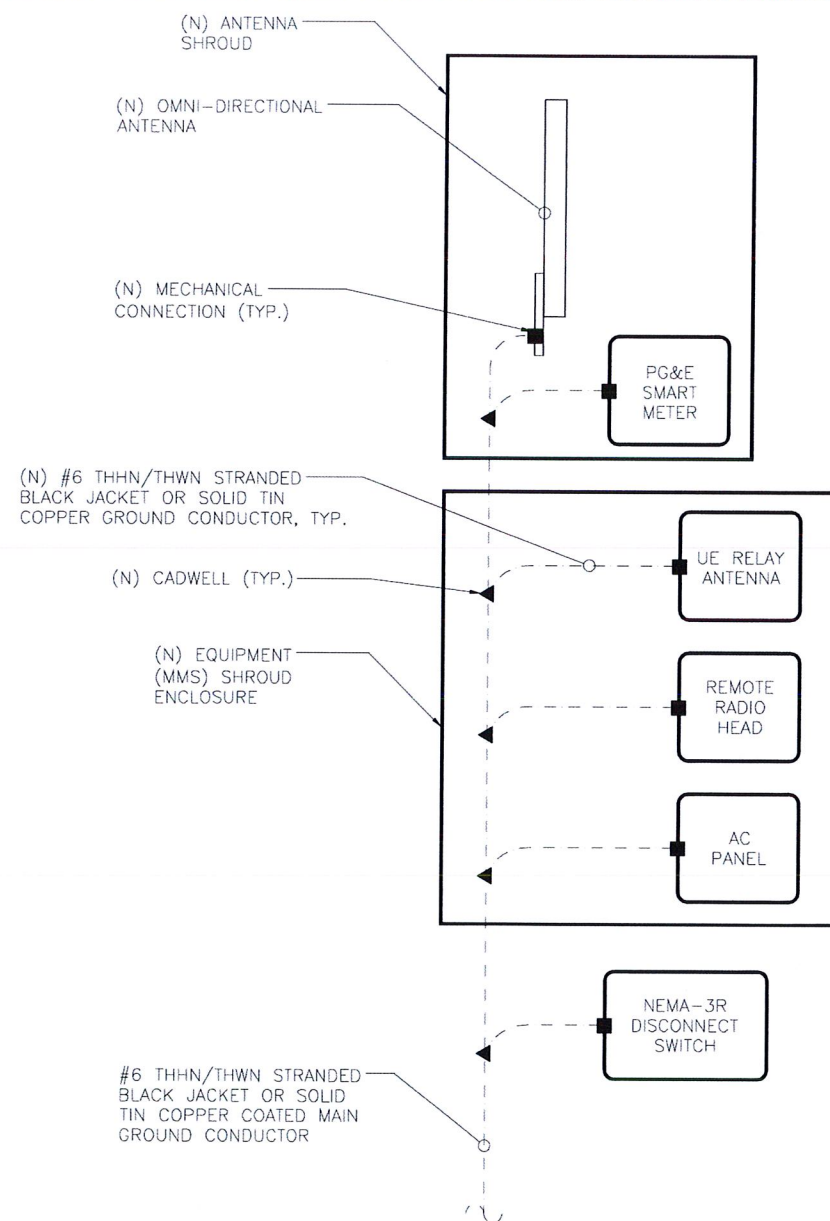 (N) ANTENNA
SHROUD
(N) OMNI-DIRECTIONAL
ANTENNA
(N) MECHANICAL
CONNECTION (TYP.)
PG&E
SMART
METER
(N) #6 THHN/THWN STRANDED
BLACK JACKET OR SOLID TIN
COPPER GROUND CONDUCTOR, TYP.
UE RELAY
ANTENNA
(N) CADWELL (TYP.)
(N) EQUIPMENT
(MMS) SHROUD
ENCLOSURE
REMOTE
RADIO
HEAD
AC
PANEL
NEMA-3R
DISCONNECT
SWITCH
#6 THHN/THWN STRANDED
BLACK JACKET OR SOLID
TIN COPPER COATED MAIN
GROUND CONDUCTOR